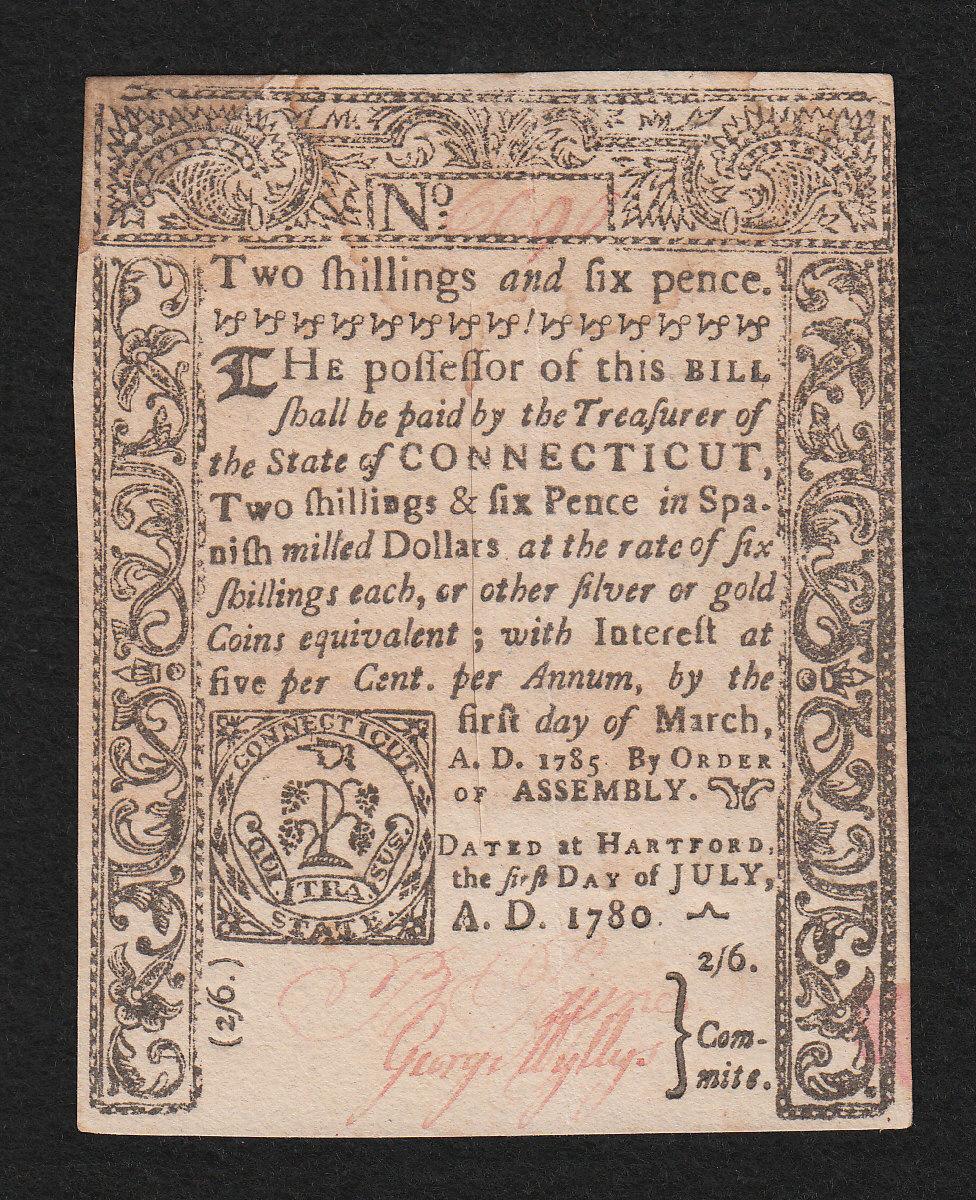 Nº.
Two ſhillings and ſix pence.
THE poſſeſſor of this BILL
ſhall be paid by the Treaſurer of
the State of CONNECTICUT,
Two ſhillings & ſix Pence in Spa-
niſh milled Dollars at the rate of ſix
ſhillings each, or other ſilver or gold
Coins equivalent ; with Intereſt at
five per Cent. per Annum, by the
firſt day of March,
A. D. 1785 By ORDER
OF ASSEMBLY.
CONNECTICUT
QUI TRA SUS.
STATE.
DATED at HARTFORD,
the firſt DAY of JULY,
A. D. 1780.
2/6.
(2/6.)
George Wyllys
Com-
mite.